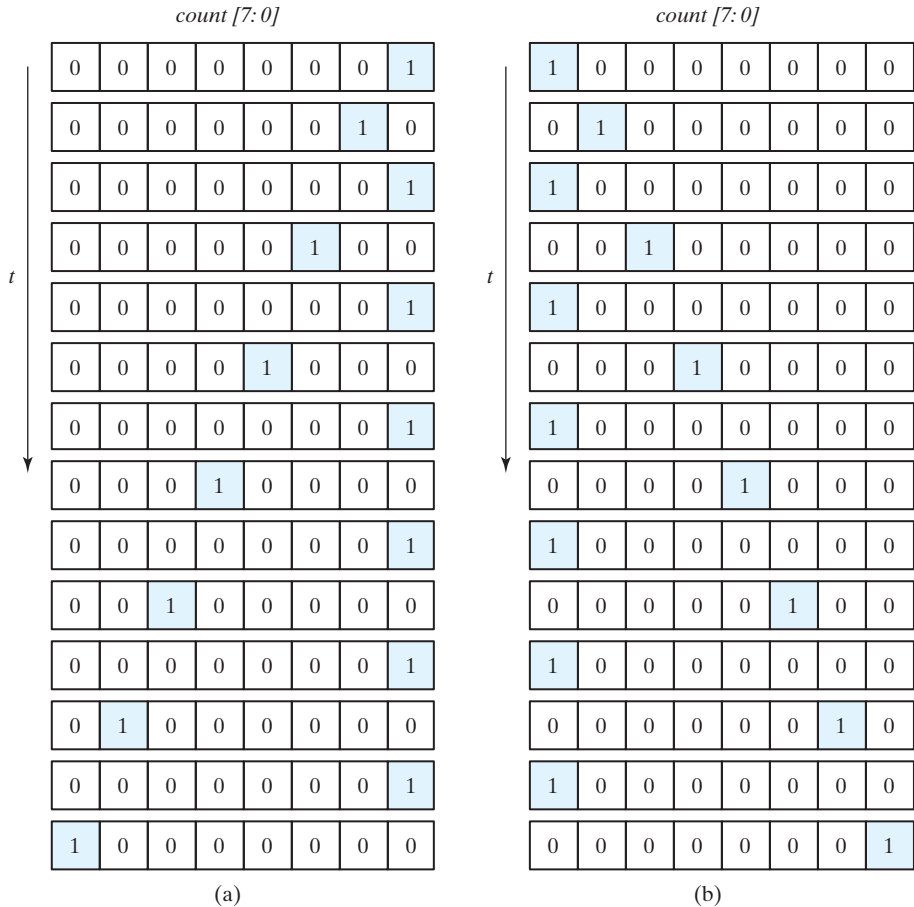 count [7: 0] count [7: 0]
0 0 0 0 0 0 0 1 1 0 0 0 0 0 0 0
0 0 0 0 0 0 1 0 0 1 0 0 0 0 0 0
0 0 0 0 0 0 0 1 1 0 0 0 0 0 0 0
0 0 0 0 0 1 0 0 0 0 1 0 0 0 0 0
t t
0 0 0 0 0 0 0 1 1 0 0 0 0 0 0 0
0 0 0 0 1 0 0 0 0 0 0 1 0 0 0 0
0 0 0 0 0 0 0 1 1 0 0 0 0 0 0 0
0 0 0 1 0 0 0 0 0 0 0 0 1 0 0 0
0 0 0 0 0 0 0 1 1 0 0 0 0 0 0 0
0 0 1 0 0 0 0 0 0 0 0 0 0 1 0 0
0 0 0 0 0 0 0 1 1 0 0 0 0 0 0 0
0 1 0 0 0 0 0 0 0 0 0 0 0 0 1 0
0 0 0 0 0 0 0 1 1 0 0 0 0 0 0 0
1 0 0 0 0 0 0 0 0 0 0 0 0 0 0 1
(a) (b)